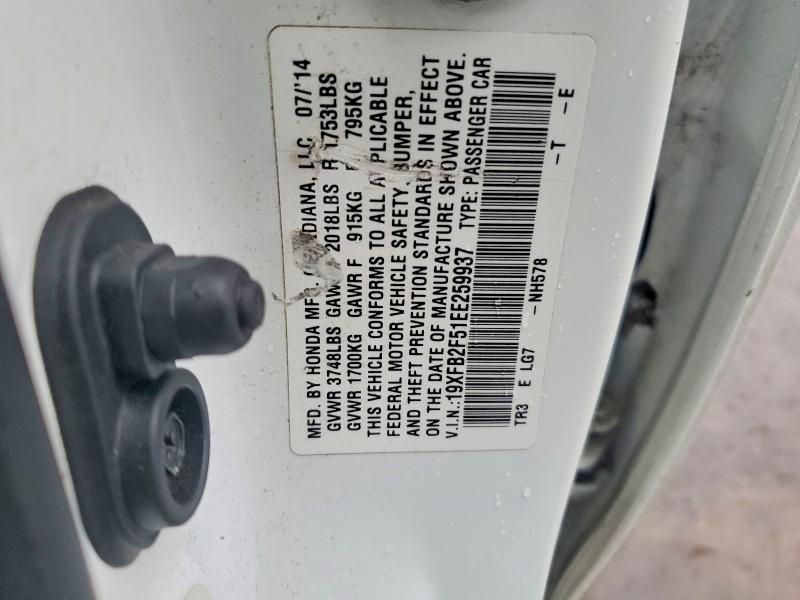 MFD. BY HONDA MFG. INDIANA, LLC 07/'14
GVWR 3748LBS GAWR 2018LBS R 1753LBS
GVWR 1700KG GAWR F 915KG 795KG
THIS VEHICLE CONFORMS TO ALL APPLICABLE
FEDERAL MOTOR VEHICLE SAFETY, BUMPER,
AND THEFT PREVENTION STANDARDS IN EFFECT
ON THE DATE OF MANUFACTURE SHOWN ABOVE.
V.I.N.:19XFB2F51EE259937 TYPE: PASSENGER CAR
TR3 E LG7 -NH578 -T -E